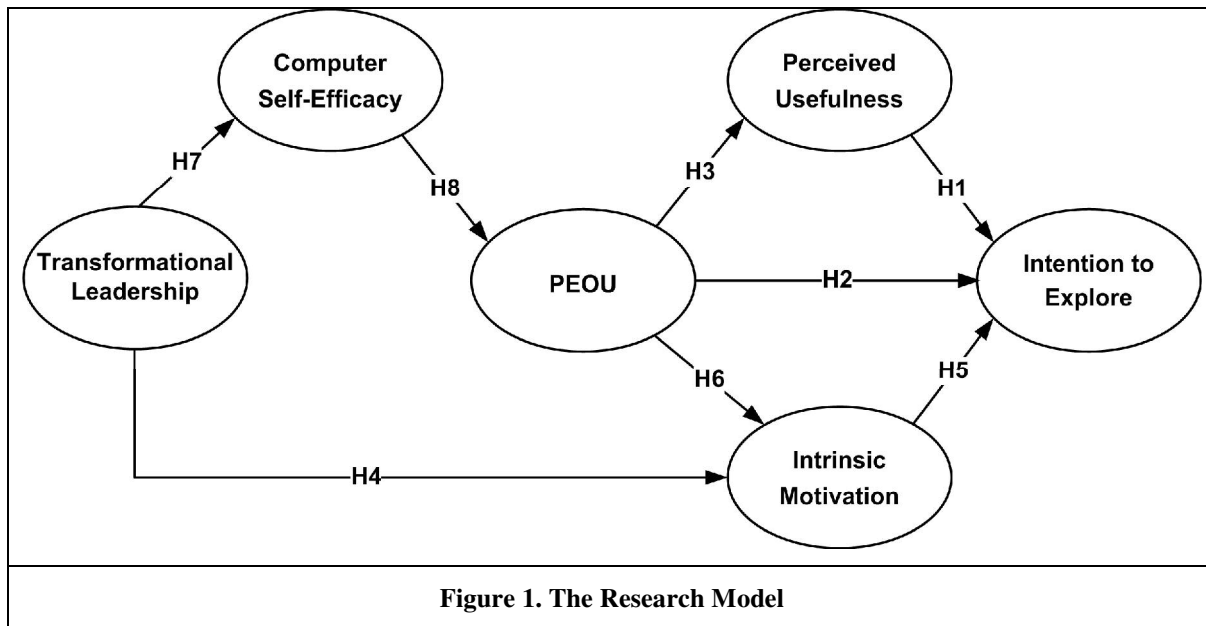 Computer
Self-Efficacy
Perceived
Usefulness
H7
H8
H3
H1
Transformational
Leadership
PEOU
H2
Intention to
Explore
H6
H5
H4
Intrinsic
Motivation
Figure 1. The Research Model